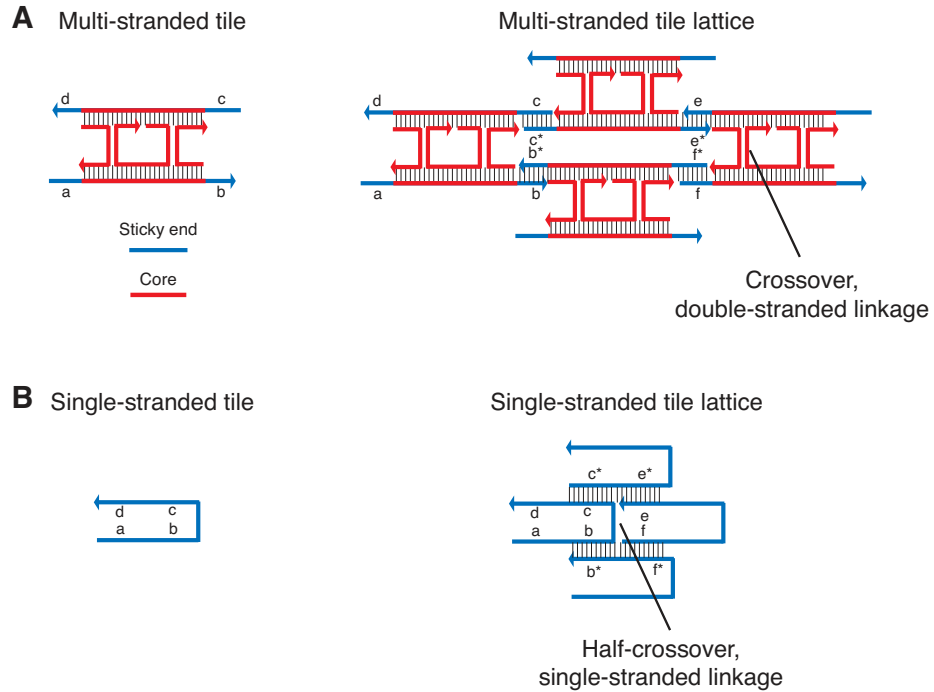 A Multi-stranded tile
Multi-stranded tile lattice
d c
a b
Sticky end
Core
d c e
c* e*
b* f*
a b f
Crossover,
double-stranded linkage
B Single-stranded tile
Single-stranded tile lattice
d c
a b
c* e*
d c e
a b f
b* f*
Half-crossover,
single-stranded linkage